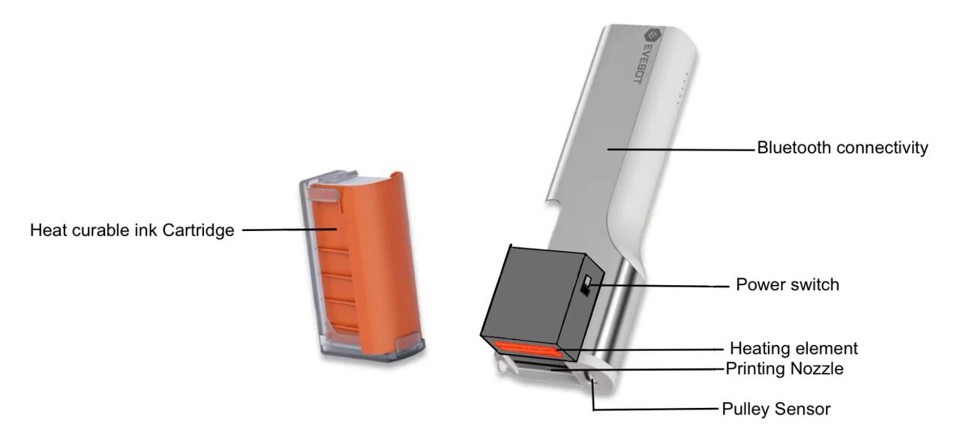 EVEBOT
Bluetooth connectivity
Heat curable ink Cartridge
Power switch
Heating element
Printing Nozzle
Pulley Sensor